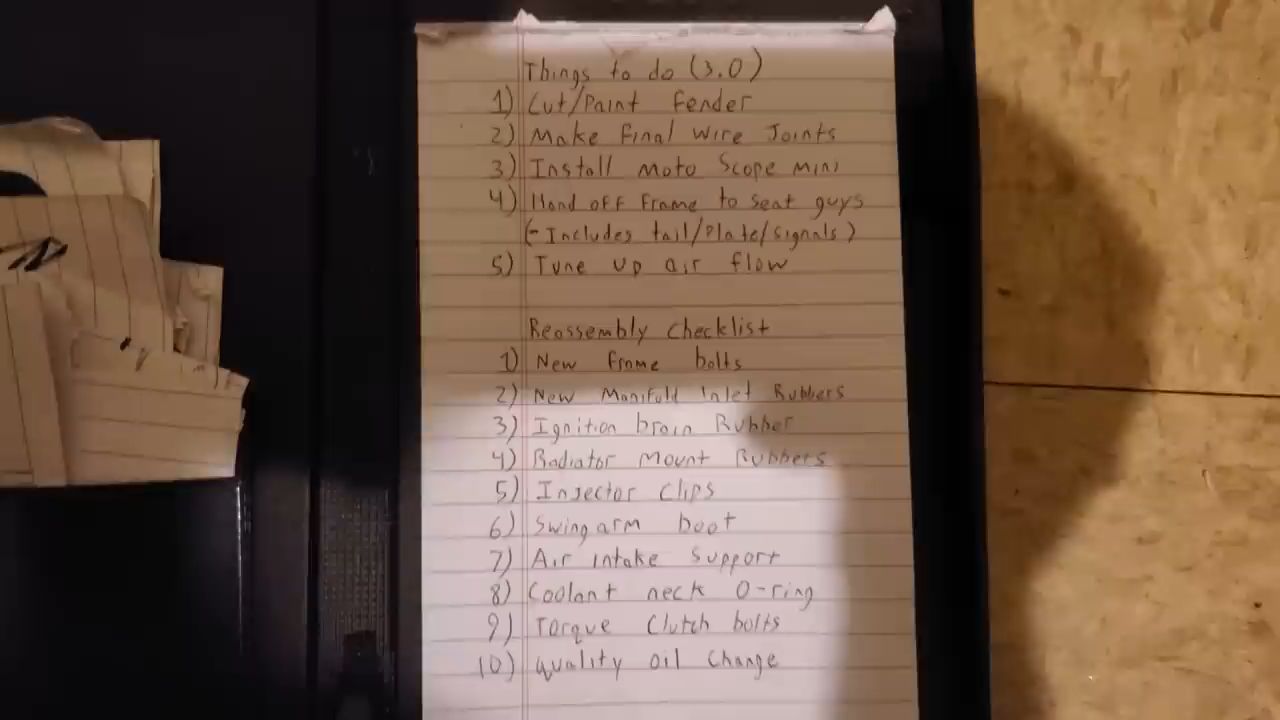 Things to do (3.0)
1) Cut/Paint Fender
2) Make Final Wire Joints
3) Install Moto Scope Mini
4) Hand off Frame to seat guys
(- Includes tail/Plate/signals)
5) Tune up air flow
Reassembly Checklist
1) New frame bolts
2) New Manifold Inlet Rubbers
3) Ignition brain Rubber
4) Radiator Mount Rubbers
5) Injector Clips
6) Swingarm boot
7) Air Intake Support
8) Coolant neck O-ring
9) Torque Clutch bolts
10) Quality oil Change